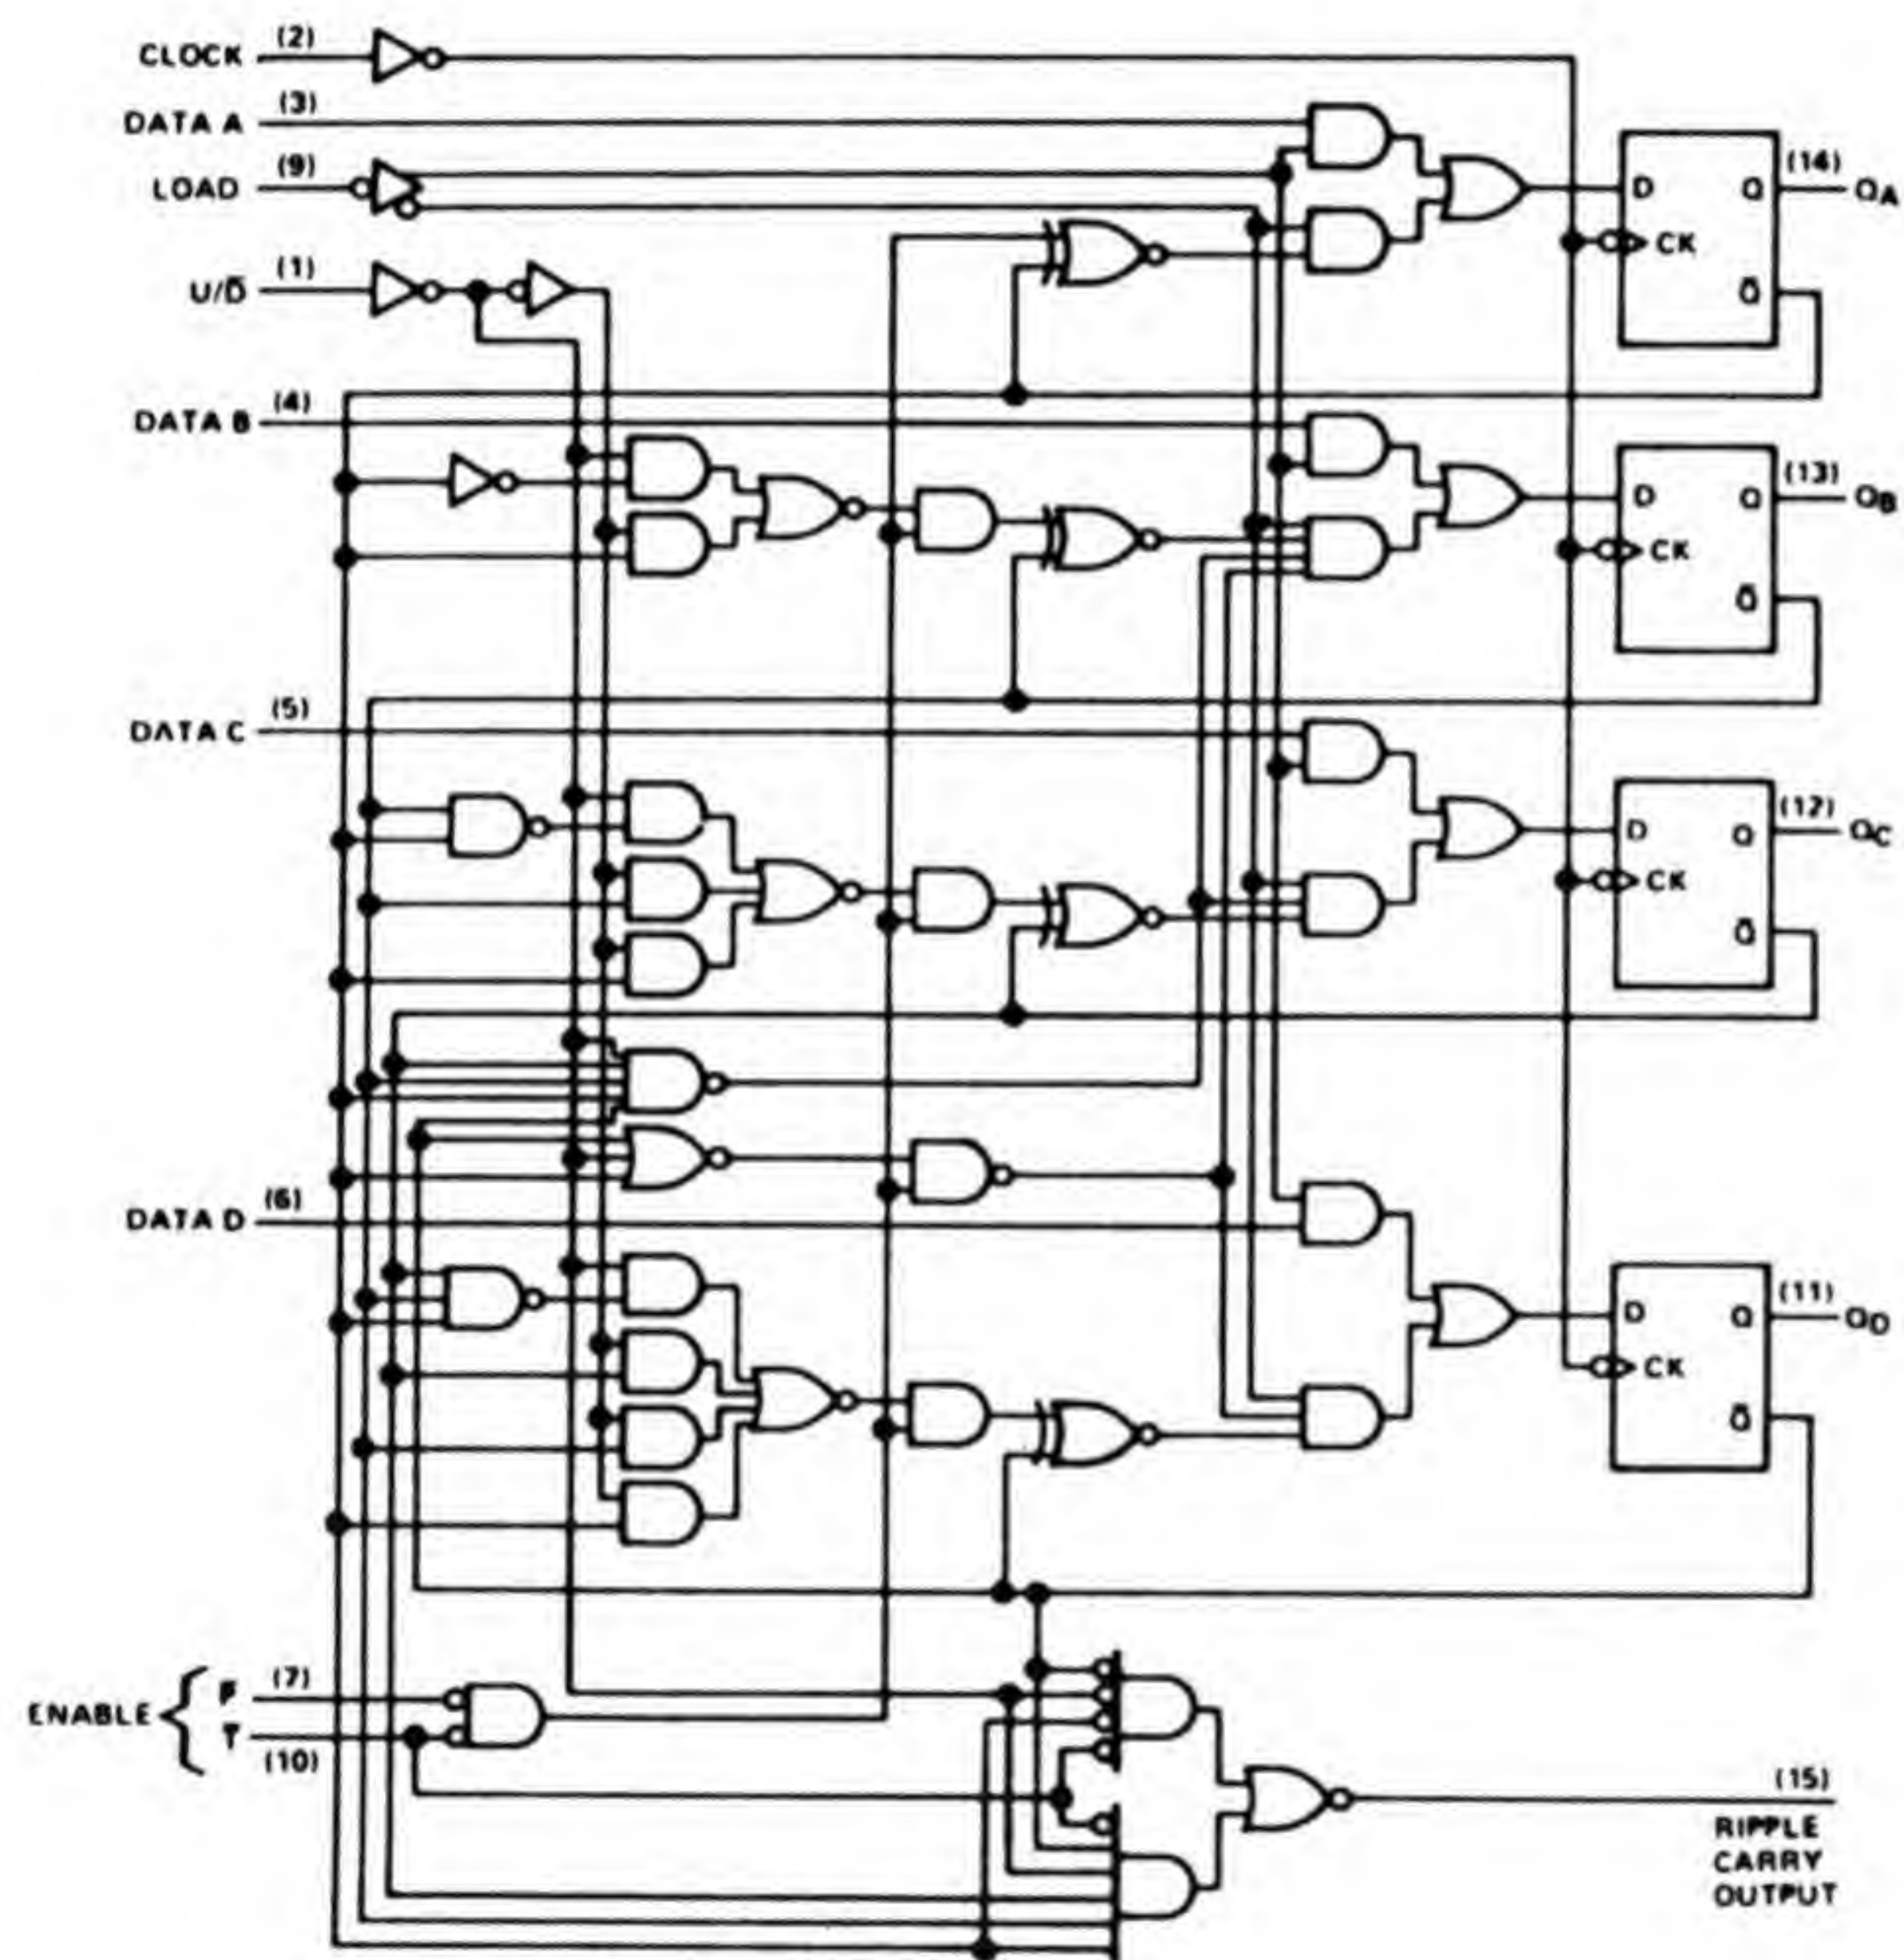 CLOCK (2)
DATA A (3)
LOAD (9)
U/D̄ (1)
DATA B (4)
DATA C (5)
DATA D (6)
ENABLE { P̄ (7)
T̄ (10)
D Q (14) QA
CK
Q̄
D Q (13) QB
CK
Q̄
D Q (12) QC
CK
Q̄
D Q (11) QD
CK
Q̄
(15)
RIPPLE
CARRY
OUTPUT